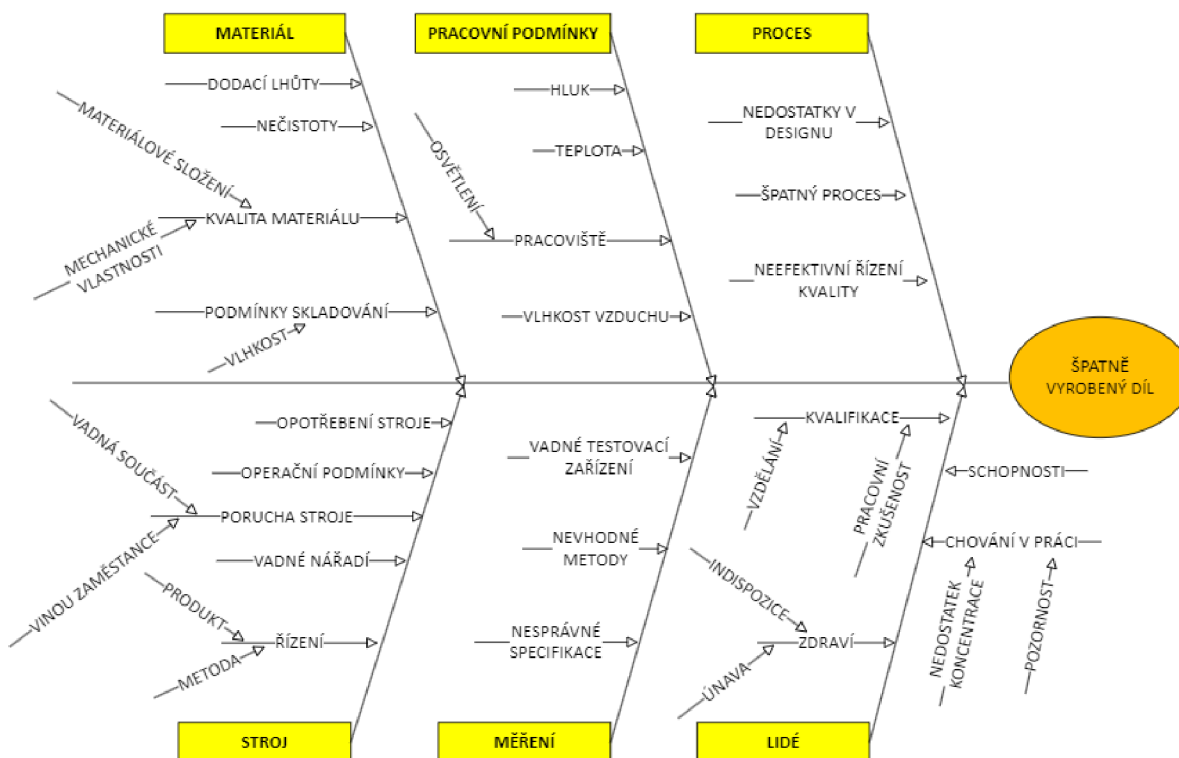 MATERIÁL
DODACÍ LHŮTY
NEČISTOTY
MATERIÁLOVÉ SLOŽENÍ
KVALITA MATERIÁLU
MECHANICKÉ
VLASTNOSTI
PODMÍNKY SKLADOVÁNÍ
VLHKOST
PRACOVNÍ PODMÍNKY
HLUK
TEPLOTA
OSVĚTLENÍ
PRACOVIŠTĚ
VLHKOST VZDUCHU
PROCES
NEDOSTATKY V
DESIGNU
ŠPATNÝ PROCES
NEEFEKTIVNÍ ŘÍZENÍ
KVALITY
ŠPATNĚ
VYROBENÝ DÍL
OPOTŘEBENÍ STROJE
VADNÁ SOUČÁST
OPERAČNÍ PODMÍNKY
PORUCHA STROJE
VINOU ZAMĚSTANCE
VADNÉ NÁŘADÍ
PRODUKT
ŘÍZENÍ
METODA
STROJ
VADNÉ TESTOVACÍ
ZAŘÍZENÍ
NEVHODNÉ
METODY
NESPRÁVNÉ
SPECIFIKACE
MĚŘENÍ
KVALIFIKACE
VZDĚLÁNÍ
PRACOVNÍ
ZKUŠENOST
SCHOPNOSTI
CHOVÁNÍ V PRÁCI
NEDOSTATEK
KONCENTRACE
POZORNOST
INDISPOZICE
ZDRAVÍ
ÚNAVA
LIDÉ